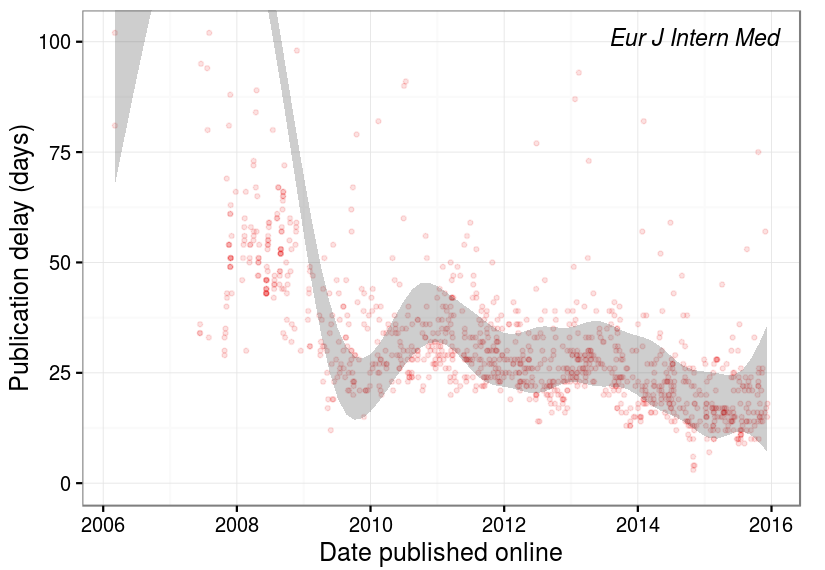 Eur J Intern Med
Publication delay (days)
100
75
50
25
0
2006 2008 2010 2012 2014 2016
Date published online